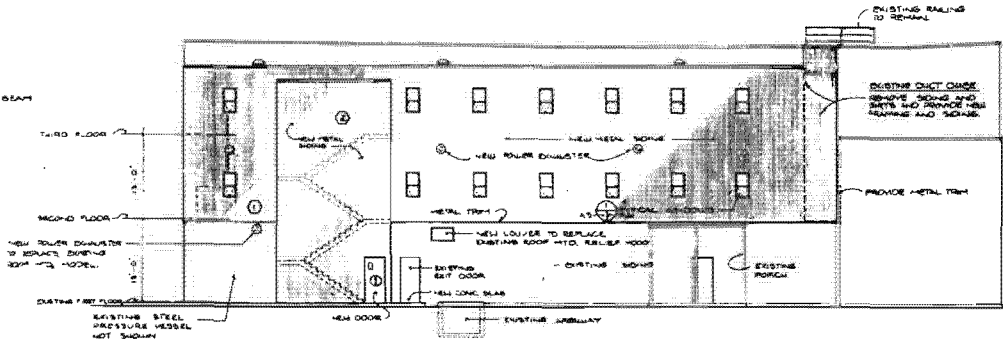 EXISTING RAILING
TO REMAIN
BEAM
EXISTING DUCT CHASE
REMOVE SIDING AND
GIRTS AND PROVIDE NEW
FRAMING AND SIDING.
THIRD FLOOR
NEW METAL
SIDING
NEW METAL SIDING
NEW POWER EXHAUSTER
13'-0"
PROVIDE METAL TRIM
SECOND FLOOR
METAL TRIM
TYPICAL WINDOWS
NEW POWER EXHAUSTER
TO REPLACE EXISTING
ROOF MTD. MODEL.
NEW LOUVER TO REPLACE
EXISTING ROOF MTD. RELIEF HOOD
EXISTING
EXIT DOOR
EXISTING SIDING
EXISTING
PORCH
NEW CONC. SLAB
EXISTING FIRST FLOOR
EXISTING STEEL
PRESSURE VESSEL
NOT SHOWN
NEW DOOR
EXISTING AREAWAY